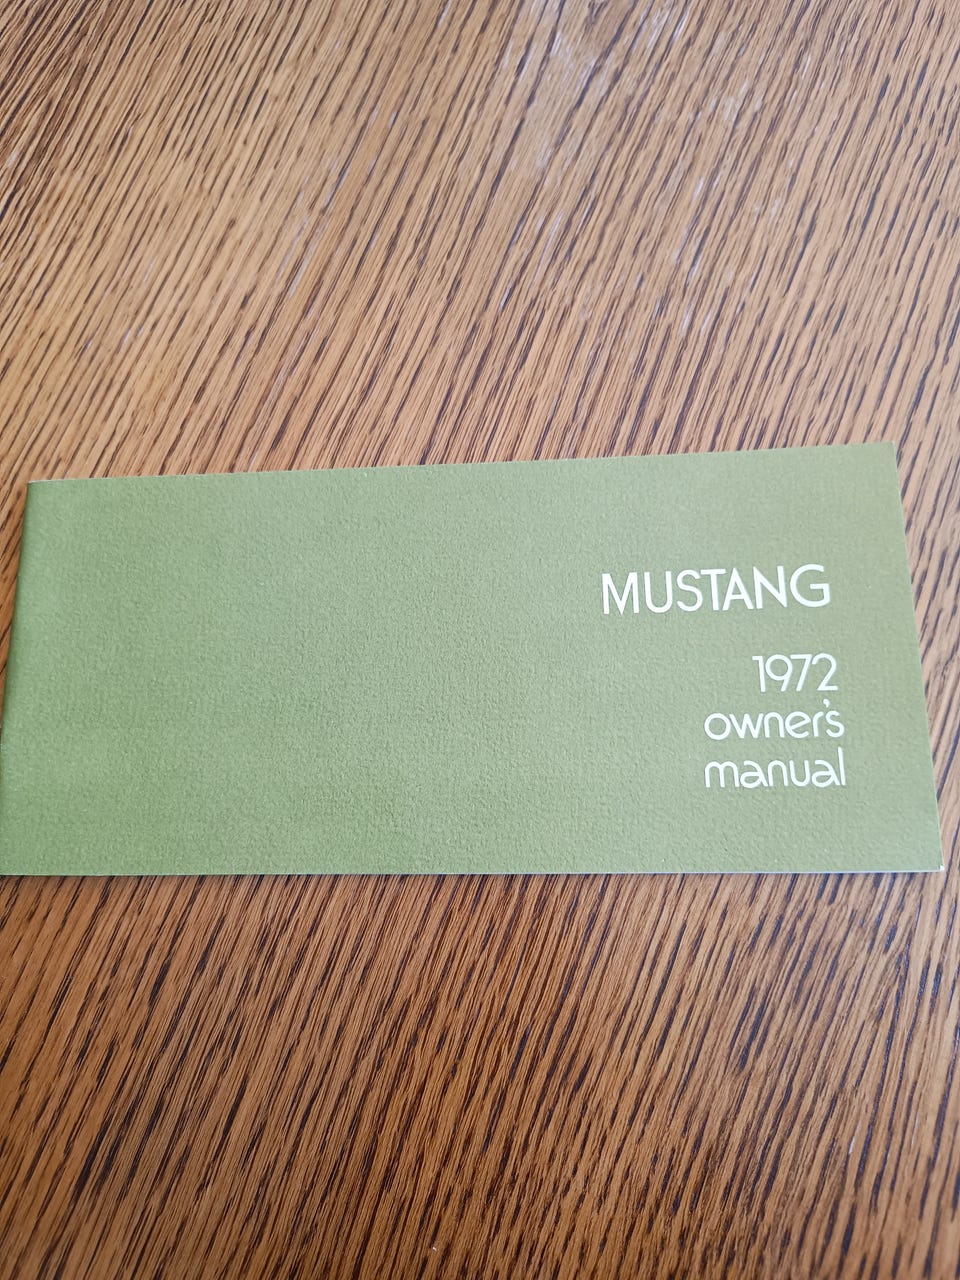 MUSTANG
1972
owner's
manual